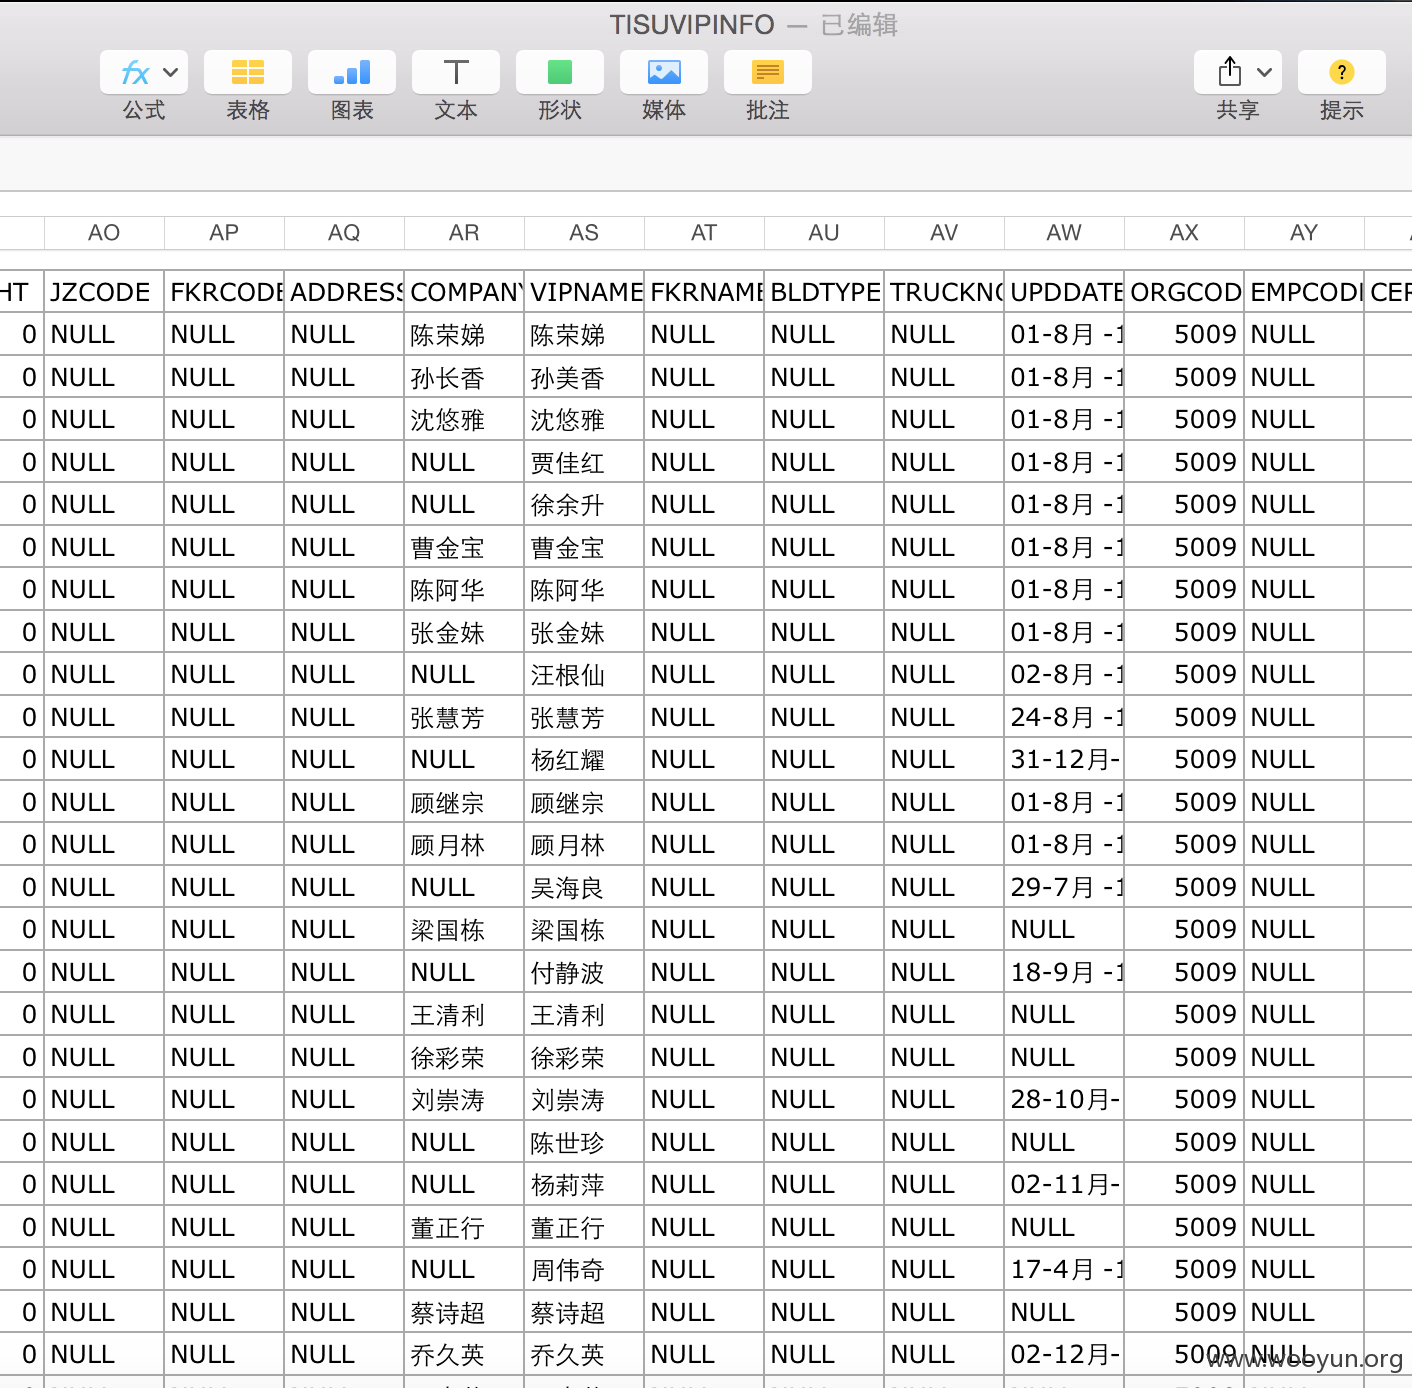 TISUVIPINFO — 已编辑
公式 表格 图表 文本 形状 媒体 批注 共享 提示
AO AP AQ AR AS AT AU AV AW AX AY
HT JZCODE FKRCODE ADDRESS COMPANY VIPNAME FKRNAME BLDTYPE TRUCKNO UPDDATE ORGCOD EMPCODE CER
0 NULL NULL NULL 陈荣娣 陈荣娣 NULL NULL NULL 01-8月 -1 5009 NULL
0 NULL NULL NULL 孙长香 孙美香 NULL NULL NULL 01-8月 -1 5009 NULL
0 NULL NULL NULL 沈悠雅 沈悠雅 NULL NULL NULL 01-8月 -1 5009 NULL
0 NULL NULL NULL NULL 贾佳红 NULL NULL NULL 01-8月 -1 5009 NULL
0 NULL NULL NULL NULL 徐余升 NULL NULL NULL 01-8月 -1 5009 NULL
0 NULL NULL NULL 曹金宝 曹金宝 NULL NULL NULL 01-8月 -1 5009 NULL
0 NULL NULL NULL 陈阿华 陈阿华 NULL NULL NULL 01-8月 -1 5009 NULL
0 NULL NULL NULL 张金妹 张金妹 NULL NULL NULL 01-8月 -1 5009 NULL
0 NULL NULL NULL NULL 汪根仙 NULL NULL NULL 02-8月 -1 5009 NULL
0 NULL NULL NULL 张慧芳 张慧芳 NULL NULL NULL 24-8月 -1 5009 NULL
0 NULL NULL NULL NULL 杨红耀 NULL NULL NULL 31-12月- 5009 NULL
0 NULL NULL NULL 顾继宗 顾继宗 NULL NULL NULL 01-8月 -1 5009 NULL
0 NULL NULL NULL 顾月林 顾月林 NULL NULL NULL 01-8月 -1 5009 NULL
0 NULL NULL NULL NULL 吴海良 NULL NULL NULL 29-7月 -1 5009 NULL
0 NULL NULL NULL 梁国栋 梁国栋 NULL NULL NULL NULL 5009 NULL
0 NULL NULL NULL NULL 付静波 NULL NULL NULL 18-9月 -1 5009 NULL
0 NULL NULL NULL 王清利 王清利 NULL NULL NULL NULL 5009 NULL
0 NULL NULL NULL 徐彩荣 徐彩荣 NULL NULL NULL NULL 5009 NULL
0 NULL NULL NULL 刘崇涛 刘崇涛 NULL NULL NULL 28-10月- 5009 NULL
0 NULL NULL NULL NULL 陈世珍 NULL NULL NULL NULL 5009 NULL
0 NULL NULL NULL NULL 杨莉萍 NULL NULL NULL 02-11月- 5009 NULL
0 NULL NULL NULL 董正行 董正行 NULL NULL NULL NULL 5009 NULL
0 NULL NULL NULL NULL 周伟奇 NULL NULL NULL 17-4月 -1 5009 NULL
0 NULL NULL NULL 蔡诗超 蔡诗超 NULL NULL NULL NULL 5009 NULL
0 NULL NULL NULL 乔久英 乔久英 NULL NULL NULL 02-12月- 5009 NULL
www.wooyun.org